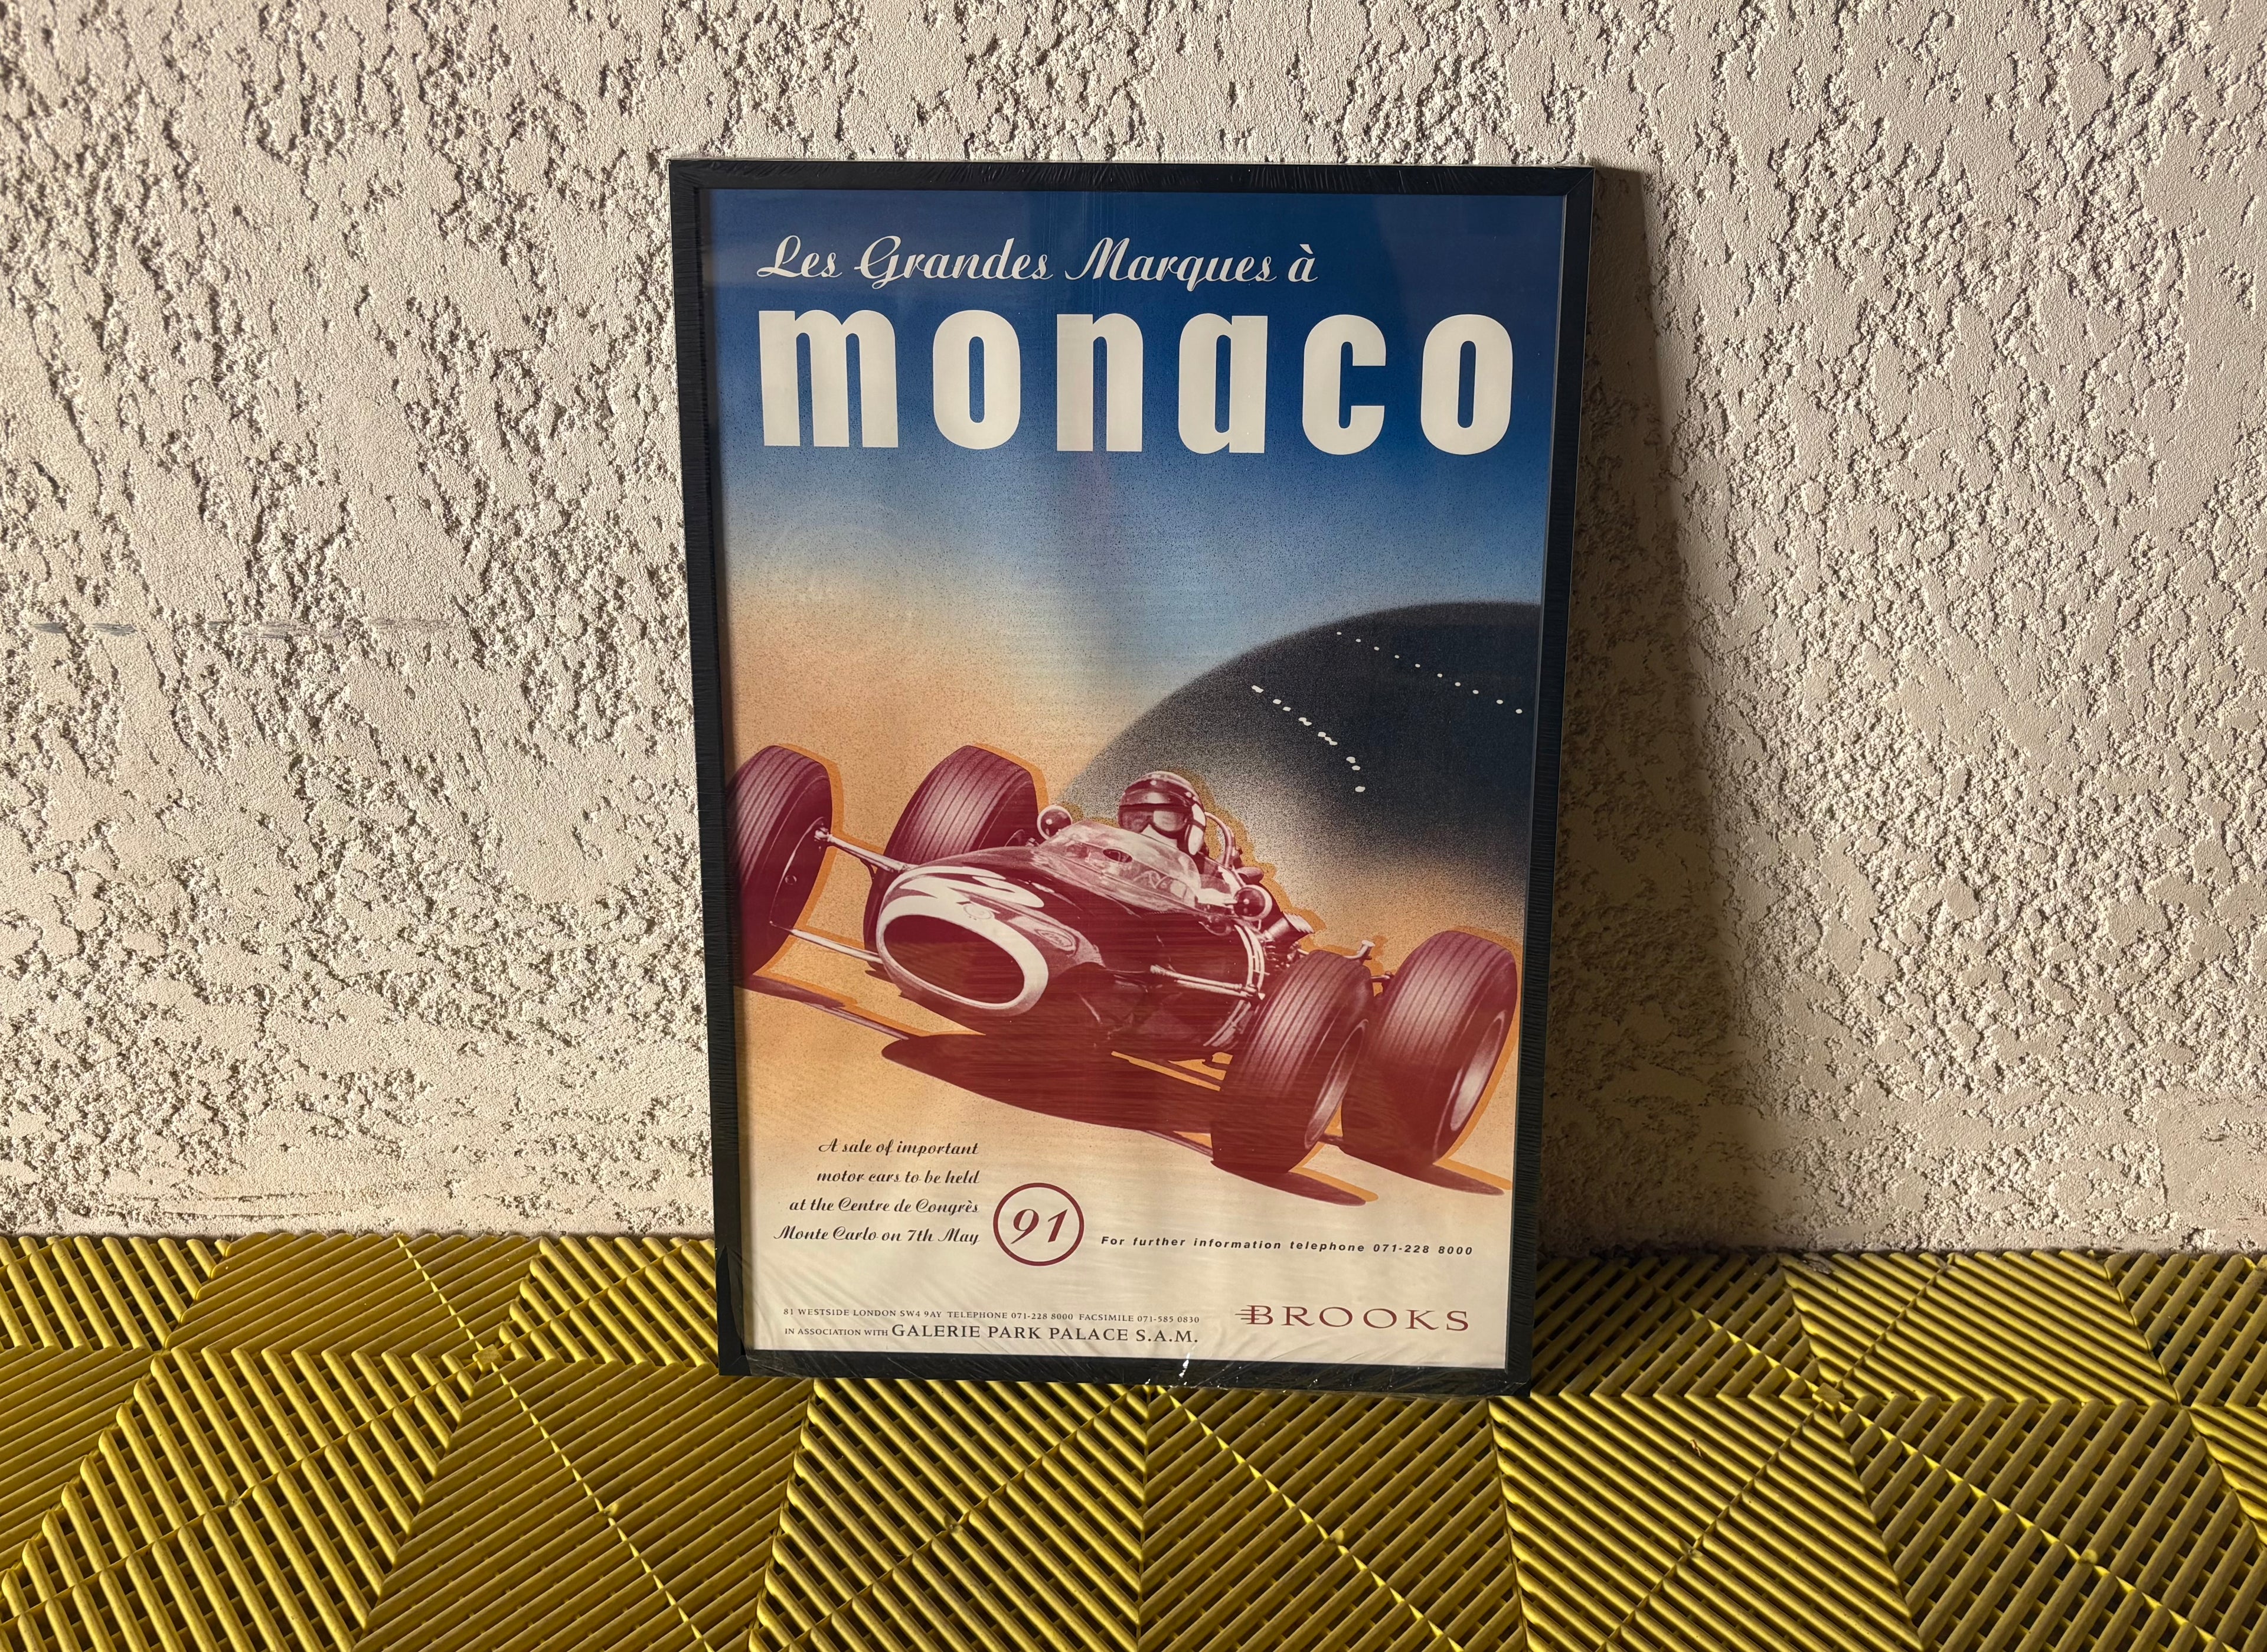 Les Grandes Marques à
monaco
A sale of important
motor cars to be held
at the Centre de Congrès
Monte Carlo on 7th May
91
For further information telephone 071-228 8000
81 WESTSIDE LONDON SW4 9AY TELEPHONE 071-228 8000 FACSIMILE 071-585 0830
IN ASSOCIATION WITH GALERIE PARK PALACE S.A.M.
BROOKS